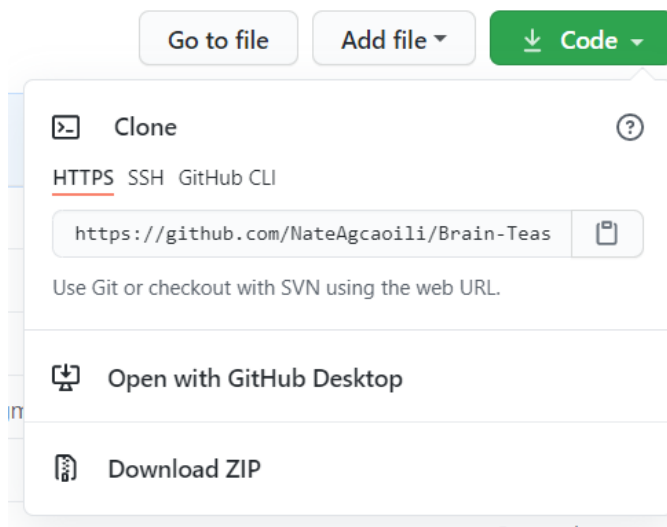 Go to file Add file Code
Clone
HTTPS SSH GitHub CLI
https://github.com/NateAgcaoili/Brain-Teas
Use Git or checkout with SVN using the web URL.
Open with GitHub Desktop
Download ZIP